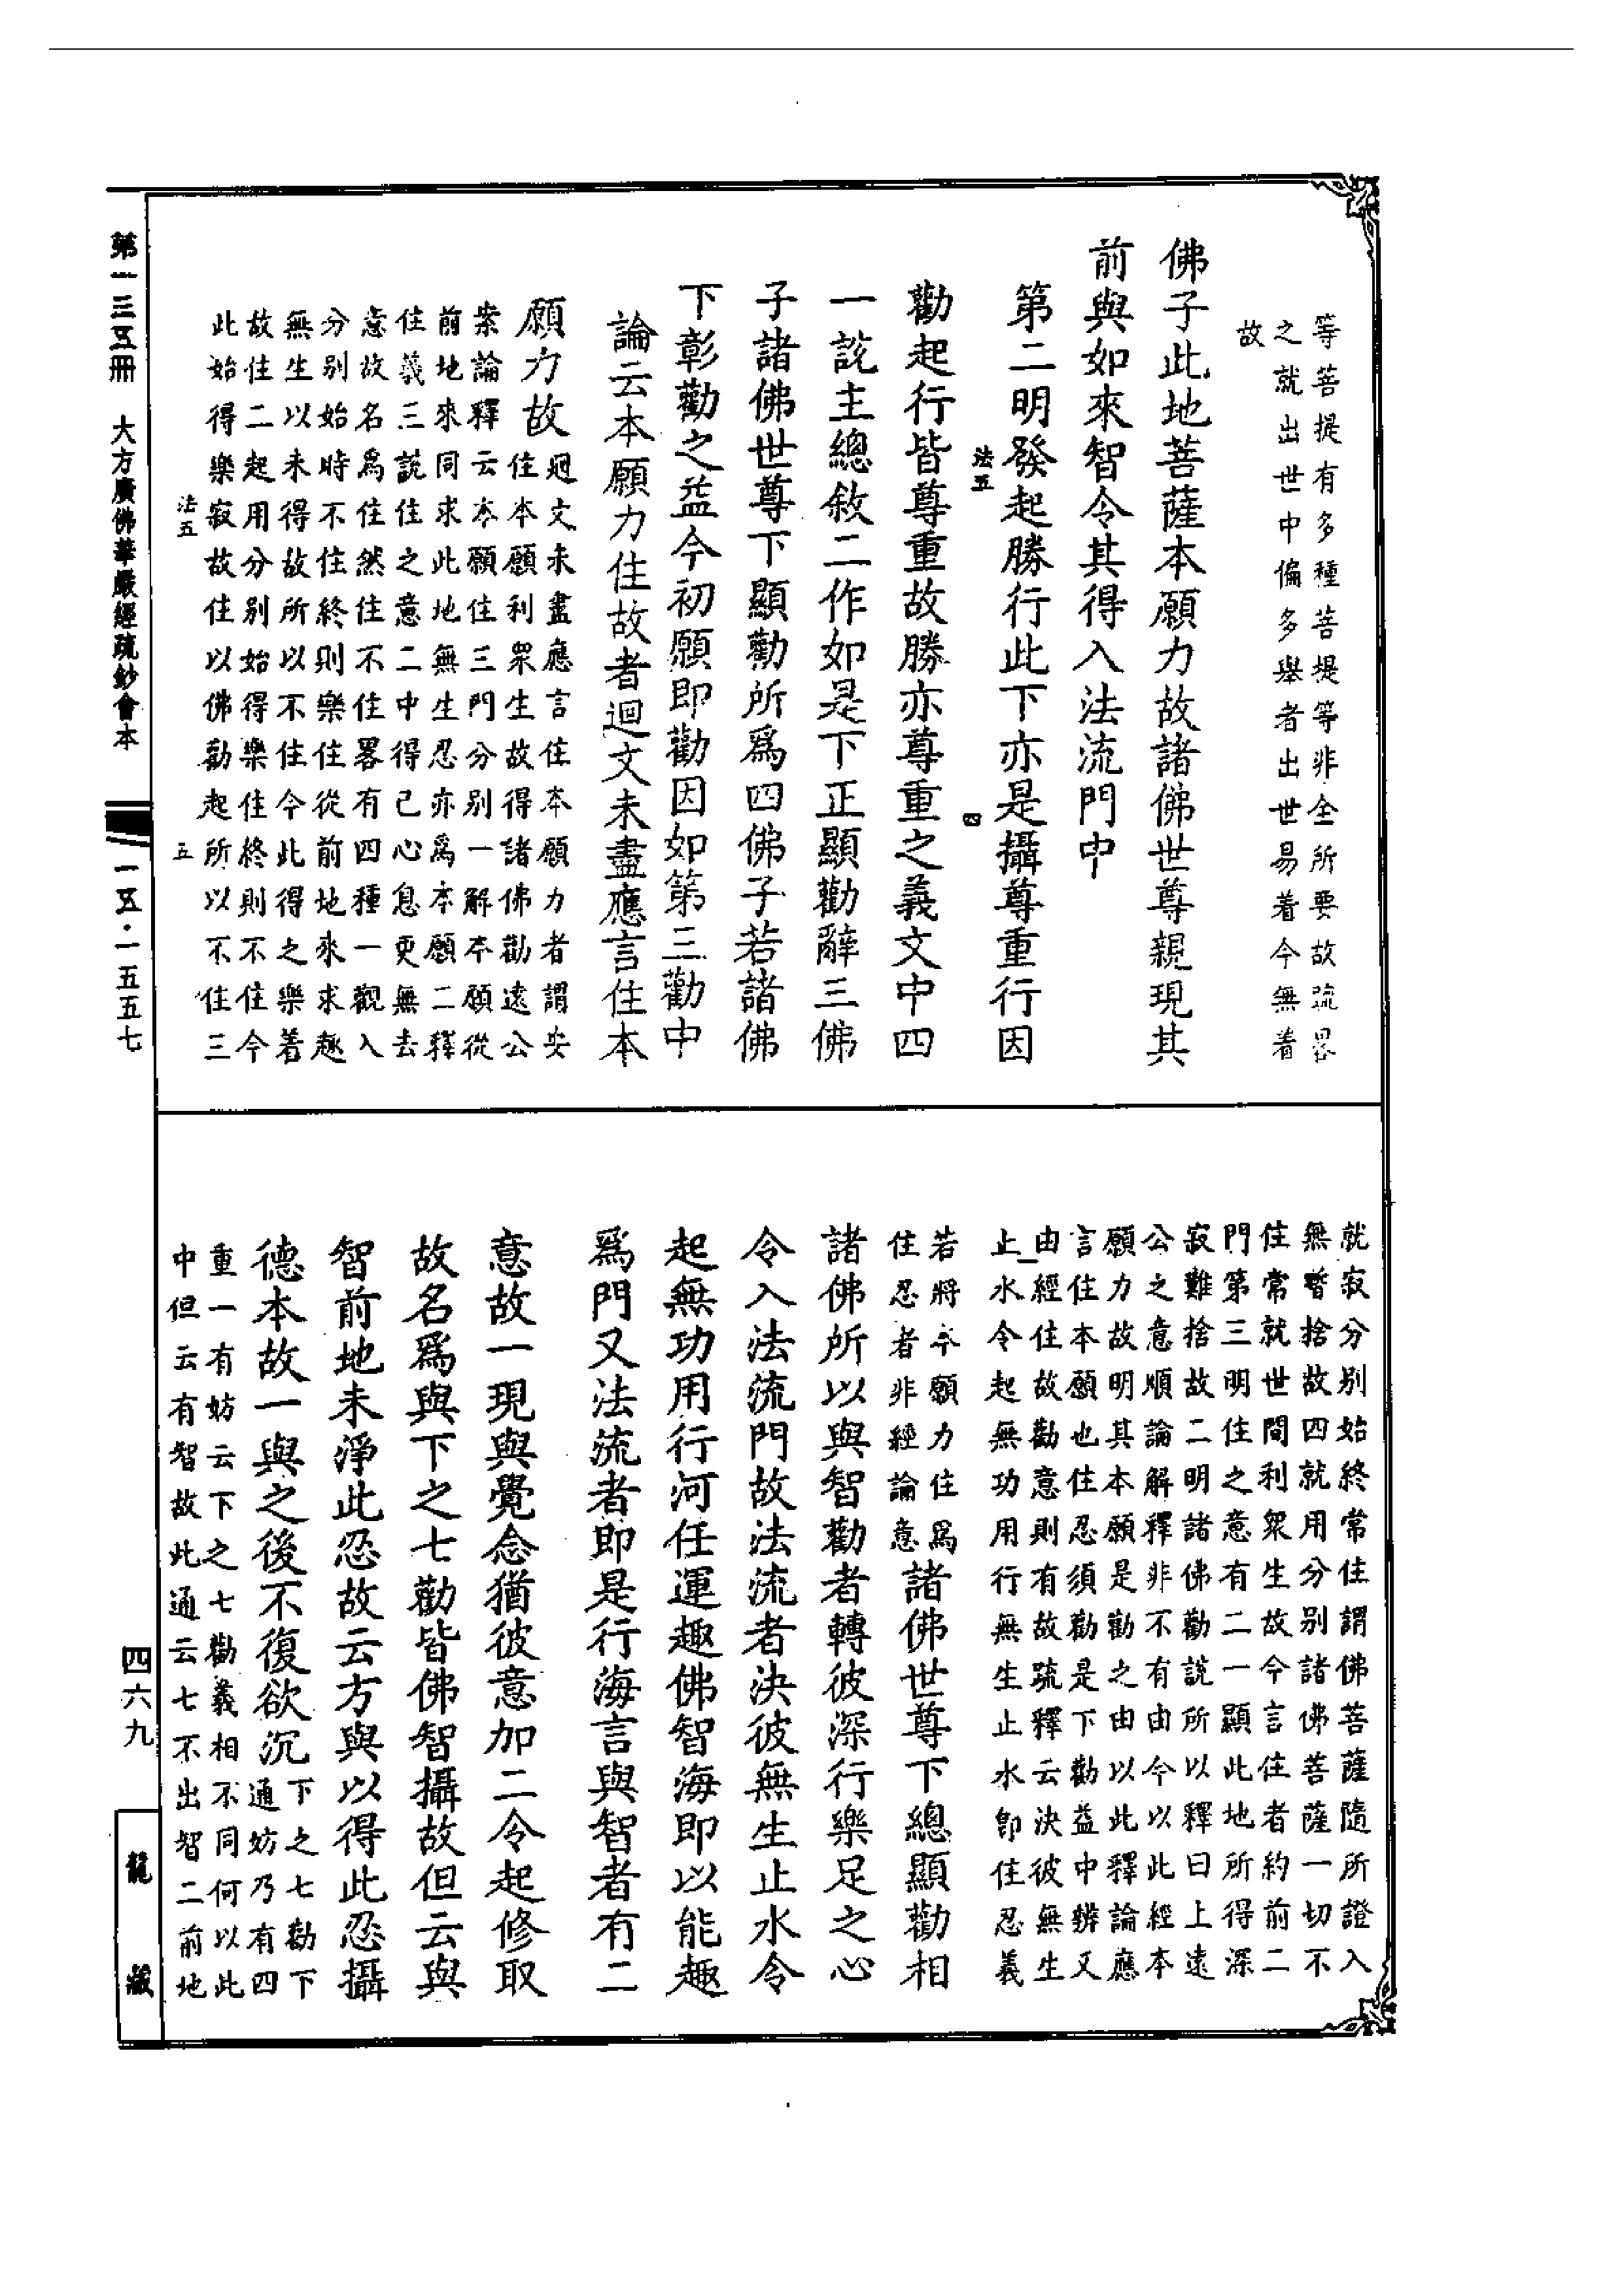 等菩提有多種菩提等非全所要故疏畧
之就出世中偏多舉者出世易着今無着
故
佛子此地菩薩本願力故諸佛世尊親現其
前與如來智令其得入法流門中
第二明發起勝行此下亦是攝尊重行因
法五
四
勸起行皆尊重故勝亦尊重之義文中四
一說主總敘二作如是下正顯勸辭三佛
子諸佛世尊下顯勸所爲四佛子若諸佛
下彰勸之益今初願即勸因如第三勸中
論云本願力住故者迴文未盡應言住本
願力故
迴文未盡應言住本願力者謂安
住本願利眾生故得諸佛勸遠公
案論釋云本願住三門分別一解本願從
前地來同求此地無生忍亦爲本願二釋
住義三說住之意二中得已心息更無去
意故名爲住然住不住畧有四種一觀入
分別始時不住終則樂住從前地來求趣
無生以未得故所以不住今此得之樂着
故住二起用分別始得樂住終則不住今
此始得樂寂故住以佛勸起所以不住三
法五
五
就寂分別始終常住謂佛菩薩隨所證入
無暫捨故四就用分別諸佛菩薩一切不
住常就世間利眾生故今言住者約前二
門第三明住之意有二一顯此地所得深
寂難捨故二明諸佛勸說所以釋曰上遠
公之意順論解釋非不有由今以此經本
願力故明其本願是勸之由以此釋論應
言住本願也住忍須勸是下勸益中辨又
由經住故勸意則有故疏釋云決彼無生
止水令起無功用行無生止水卽住忍義
若將本願力住爲
住忍者非經論意
諸佛世尊下總顯勸相
諸佛所以與智勸者轉彼深行樂足之心
令入法流門故法流者決彼無生止水令
起無功用行河任運趣佛智海即以能趣
爲門又法流者即是行海言與智者有二
意故一現與覺念猶彼意加二令起修取
故名爲與下之七勸皆佛智攝故但云與
智前地未淨此忍故云方與以得此忍攝
德本故一與之後不復欲沉
下之七勸下
通妨乃有四
重一有妨云下之七勸義相不同何以此
中但云有智故此通云七不出智二前地
第一三五冊　大方廣佛華嚴經疏鈔會本　一五·一五五七
四六九
龍藏